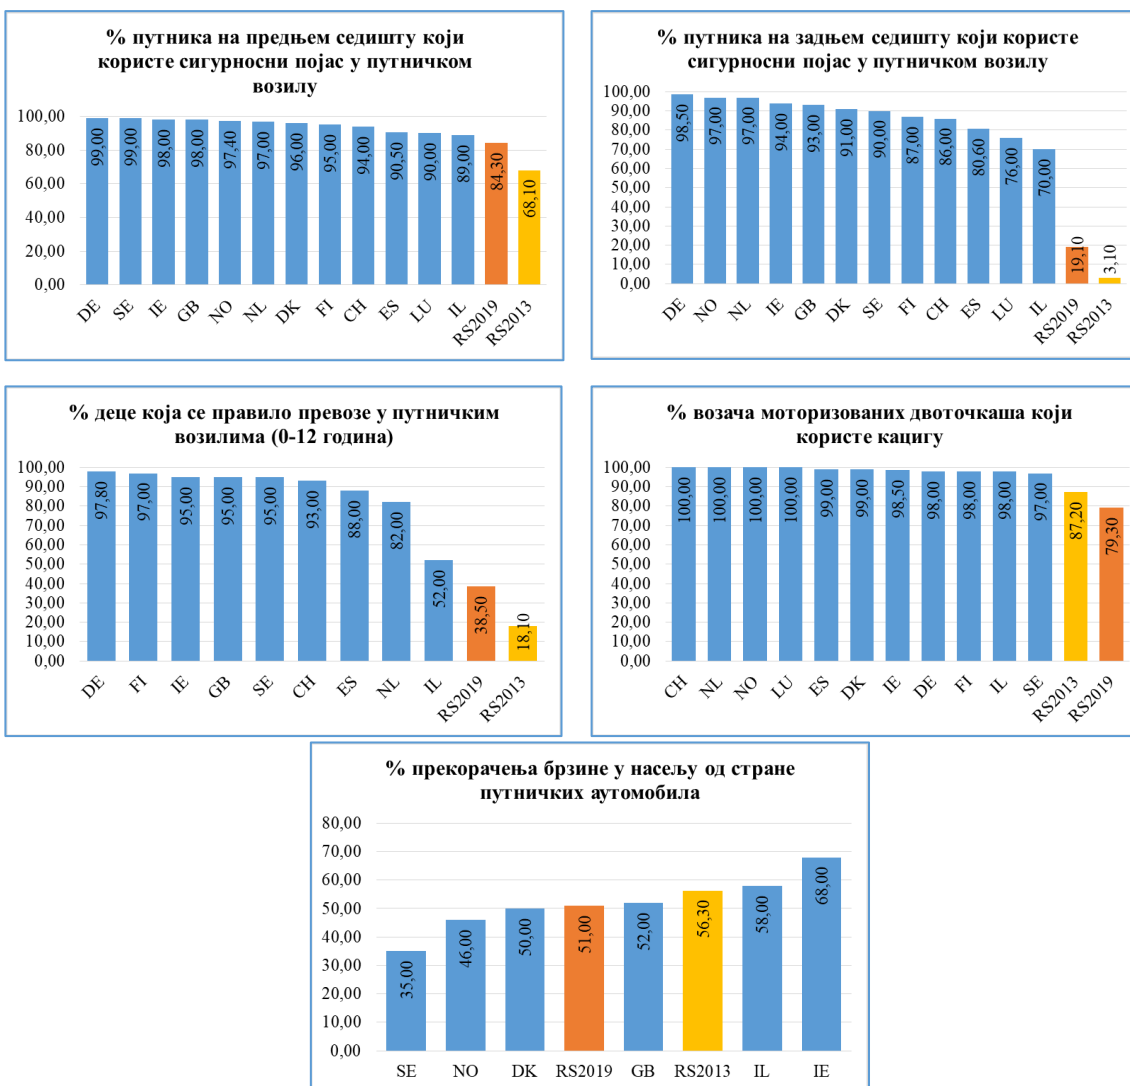 % путника на предњем седишту који
користе сигурносни појас у путничком
возилу
100,00
80,00
60,00
40,00
20,00
0,00
99,00
99,00
98,00
98,00
97,40
97,00
96,00
95,00
94,00
90,50
90,00
89,00
84,30
68,10
DE
SE
IE
GB
NO
NL
DK
FI
CH
ES
LU
IL
RS2019
RS2013
% путника на задњем седишту који користе
сигурносни појас у путничком возилу
100,00
90,00
80,00
70,00
60,00
50,00
40,00
30,00
20,00
10,00
0,00
98,50
97,00
97,00
94,00
93,00
91,00
90,00
87,00
86,00
80,60
76,00
70,00
19,10
3,10
DE
NO
NL
IE
GB
DK
SE
FI
CH
ES
LU
IL
RS2019
RS2013
% деце која се правило превозе у путничким
возилима (0-12 година)
100,00
90,00
80,00
70,00
60,00
50,00
40,00
30,00
20,00
10,00
0,00
97,80
97,00
95,00
95,00
95,00
93,00
88,00
82,00
52,00
38,50
18,10
DE
FI
IE
GB
SE
CH
ES
NL
IL
RS2019
RS2013
% возача моторизованих двоточкаша који
користе кацигу
100,00
90,00
80,00
70,00
60,00
50,00
40,00
30,00
20,00
10,00
0,00
100,00
100,00
100,00
100,00
99,00
99,00
98,50
98,00
98,00
98,00
97,00
87,20
79,30
CH
NL
NO
LU
ES
DK
IE
DE
FI
IL
SE
RS2013
RS2019
% прекорачења брзине у насељу од стране
путничких аутомобила
80,00
70,00
60,00
50,00
40,00
30,00
20,00
10,00
0,00
35,00
46,00
50,00
51,00
52,00
56,30
58,00
68,00
SE
NO
DK
RS2019
GB
RS2013
IL
IE